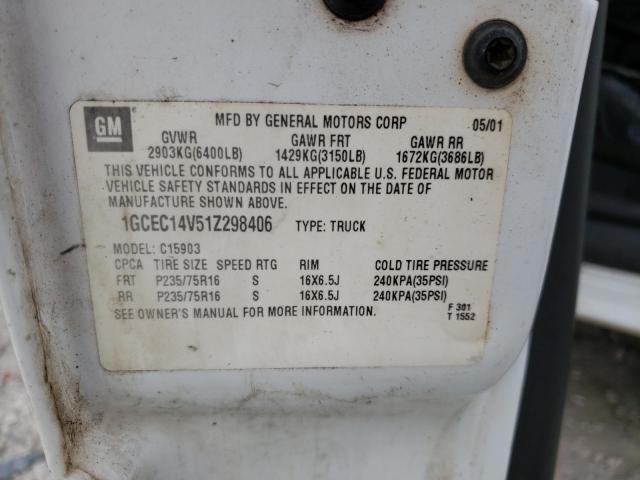 GM
MFD BY GENERAL MOTORS CORP 05/01
GVWR GAWR FRT GAWR RR
2903KG(6400LB) 1429KG(3150LB) 1672KG(3686LB)
THIS VEHICLE CONFORMS TO ALL APPLICABLE U.S. FEDERAL MOTOR
VEHICLE SAFETY STANDARDS IN EFFECT ON THE DATE OF
MANUFACTURE SHOWN ABOVE.
1GCEC14V51Z298406 TYPE: TRUCK
MODEL: C15903
CPCA TIRE SIZE SPEED RTG RIM COLD TIRE PRESSURE
FRT P235/75R16 S 16X6.5J 240KPA(35PSI)
RR P235/75R16 S 16X6.5J 240KPA(35PSI)
SEE OWNER'S MANUAL FOR MORE INFORMATION. F 301
T 1552